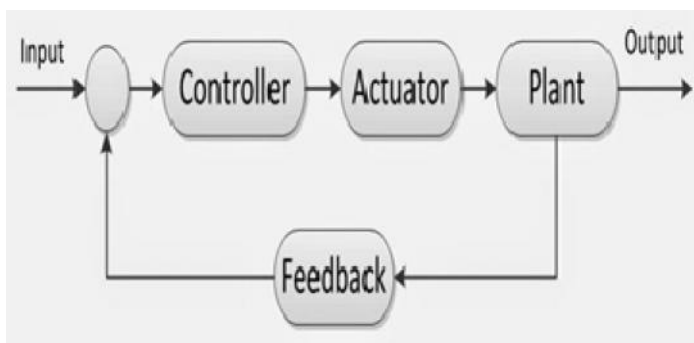 Input
Controller
Actuator
Plant
Output
Feedback